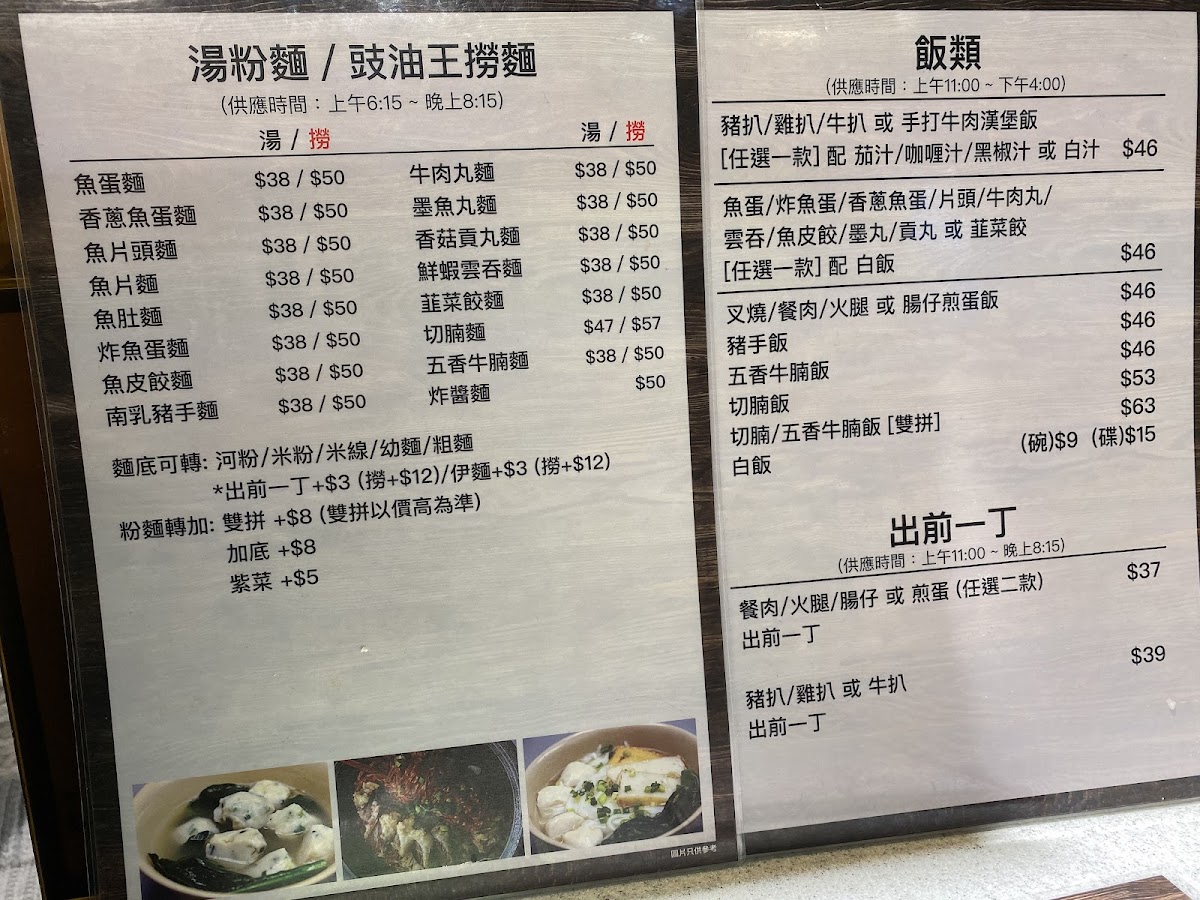 湯粉麵 / 豉油王撈麵
(供應時間：上午6:15 ~ 晚上8:15)
湯 / 撈
魚蛋麵 $38 / $50
香蔥魚蛋麵 $38 / $50
魚片頭麵 $38 / $50
魚片麵 $38 / $50
魚肚麵 $38 / $50
炸魚蛋麵 $38 / $50
魚皮餃麵 $38 / $50
南乳豬手麵 $38 / $50
湯 / 撈
牛肉丸麵 $38 / $50
墨魚丸麵 $38 / $50
香菇貢丸麵 $38 / $50
鮮蝦雲吞麵 $38 / $50
韮菜餃麵 $38 / $50
切腩麵 $47 / $57
五香牛腩麵 $38 / $50
炸醬麵 $50
麵底可轉: 河粉/米粉/米線/幼麵/粗麵
*出前一丁+$3 (撈+$12)/伊麵+$3 (撈+$12)
粉麵轉加: 雙拼 +$8 (雙拼以價高為準)
加底 +$8
紫菜 +$5
圖片只供參考
飯類
(供應時間：上午11:00 ~ 下午4:00)
豬扒/雞扒/牛扒 或 手打牛肉漢堡飯
[任選一款] 配 茄汁/咖喱汁/黑椒汁 或 白汁 $46
魚蛋/炸魚蛋/香蔥魚蛋/片頭/牛肉丸/
雲吞/魚皮餃/墨丸/貢丸 或 韮菜餃
[任選一款] 配 白飯 $46
叉燒/餐肉/火腿 或 腸仔煎蛋飯 $46
豬手飯 $46
五香牛腩飯 $46
切腩飯 $53
切腩/五香牛腩飯 [雙拼] $63
白飯 (碗)$9 (碟)$15
出前一丁
(供應時間：上午11:00 ~ 晚上8:15)
餐肉/火腿/腸仔 或 煎蛋 (任選二款) $37
出前一丁
豬扒/雞扒 或 牛扒 $39
出前一丁